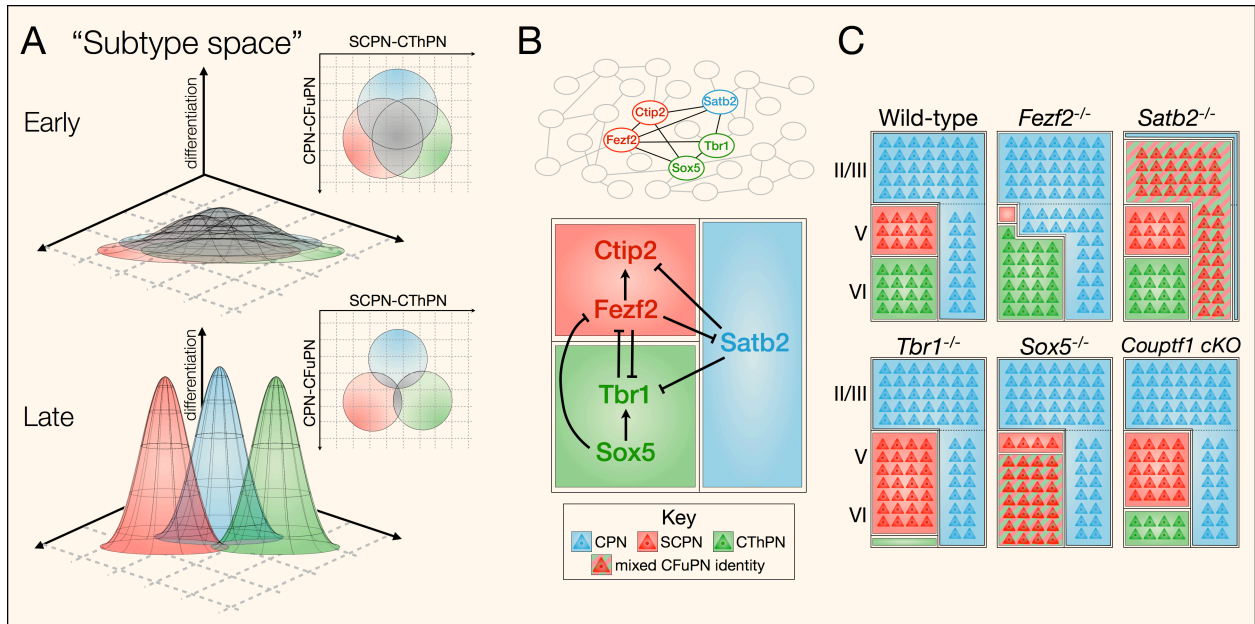 A
"Subtype space"
Early
differentiation
SCPN-CThPN
CPN-CFuPN
Late
differentiation
SCPN-CThPN
CPN-CFuPN
B
Ctip2
Satb2
Fezf2
Tbr1
Sox5
Ctip2
Fezf2
Satb2
Tbr1
Sox5
Key
CPN
SCPN
CThPN
mixed CFuPN identity
C
Wild-type
Fezf2-/-
Satb2-/-
II/III
V
VI
Tbr1-/-
Sox5-/-
Couptf1 cKO
II/III
V
VI